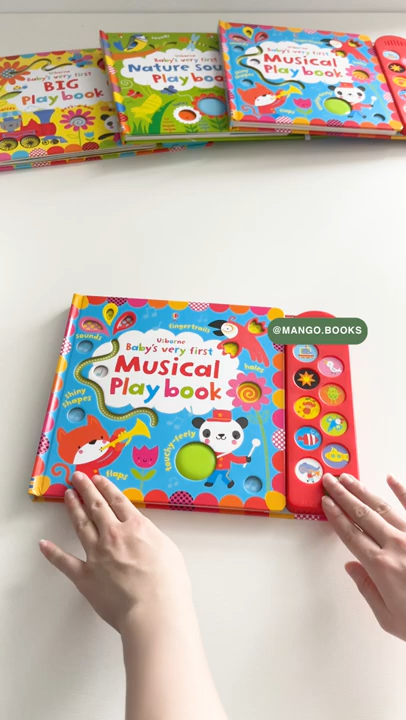 Usborne
Baby's very first
BIG
Play book
Usborne
Baby's very first
Nature Sou
Play boo
Usborne
Baby's very first
Musical
Play book
@MANGO.BOOKS
fingertrails
sounds
Usborne
Baby's very first
Musical
Play book
holes
shiny
shapes
touchy-feely
flaps